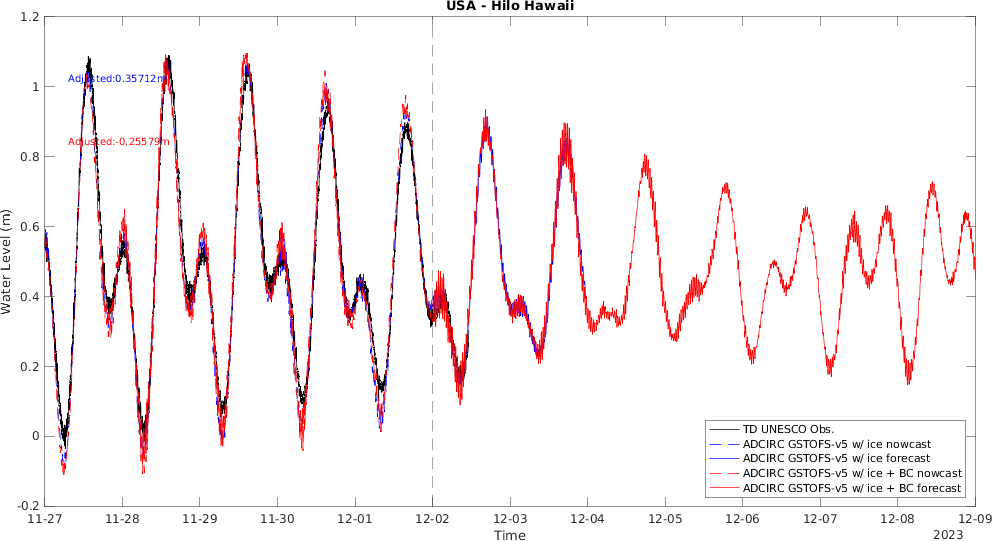 USA - Hilo Hawaii
1.2
1
0.8
0.6
0.4
0.2
0
-0.2
Water Level (m)
Adjusted:0.35712m
Adjusted:-0.25579m
TD UNESCO Obs.
ADCIRC GSTOFS-v5 w/ ice nowcast
ADCIRC GSTOFS-v5 w/ ice forecast
ADCIRC GSTOFS-v5 w/ ice + BC nowcast
ADCIRC GSTOFS-v5 w/ ice + BC forecast
11-27 11-28 11-29 11-30 12-01 12-02 12-03 12-04 12-05 12-06 12-07 12-08 12-09
Time
2023